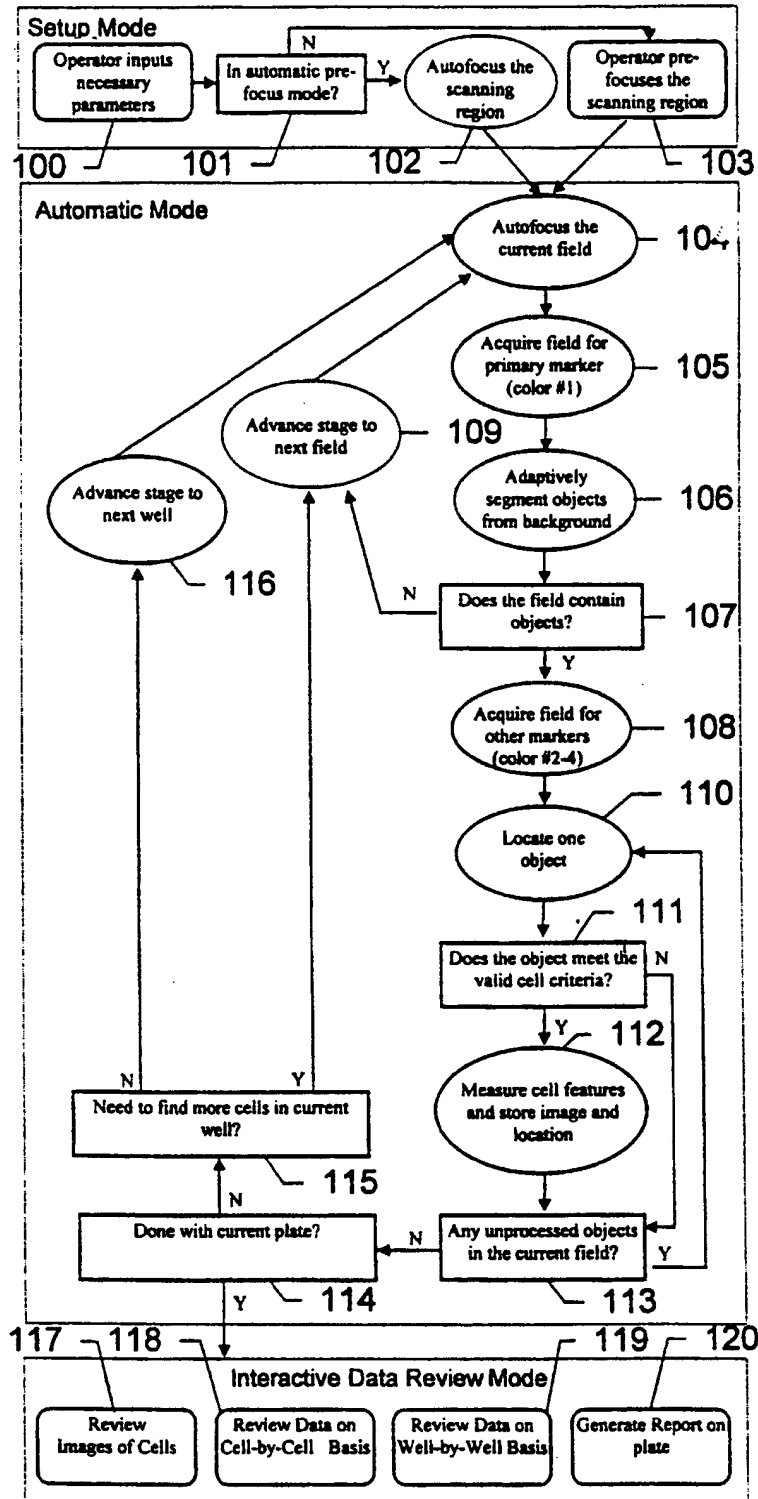 Setup Mode
N
Operator inputs
necessary
parameters
In automatic pre-
focus mode?
Y
Autofocus the
scanning
region
Operator pre-
focuses the
scanning region
100
101
102
103
Automatic Mode
Autofocus the
current field
104
Acquire field for
primary marker
(color #1)
105
Advance stage to
next field
109
Advance stage to
next well
116
Adaptively
segment objects
from background
106
N
Does the field contain
objects?
107
Y
Acquire field for
other markers
(color #2-4)
108
110
Locate one
object
111
Does the object meet the
valid cell criteria?
N
Y
112
Measure cell features
and store image and
location
N
Y
Need to find more cells in current
well?
115
N
Done with current plate?
N
Any unprocessed objects
in the current field?
Y
114
113
Y
117
118
119
120
Interactive Data Review Mode
Review
Images of Cells
Review Data on
Cell-by-Cell Basis
Review Data on
Well-by-Well Basis
Generate Report on
plate